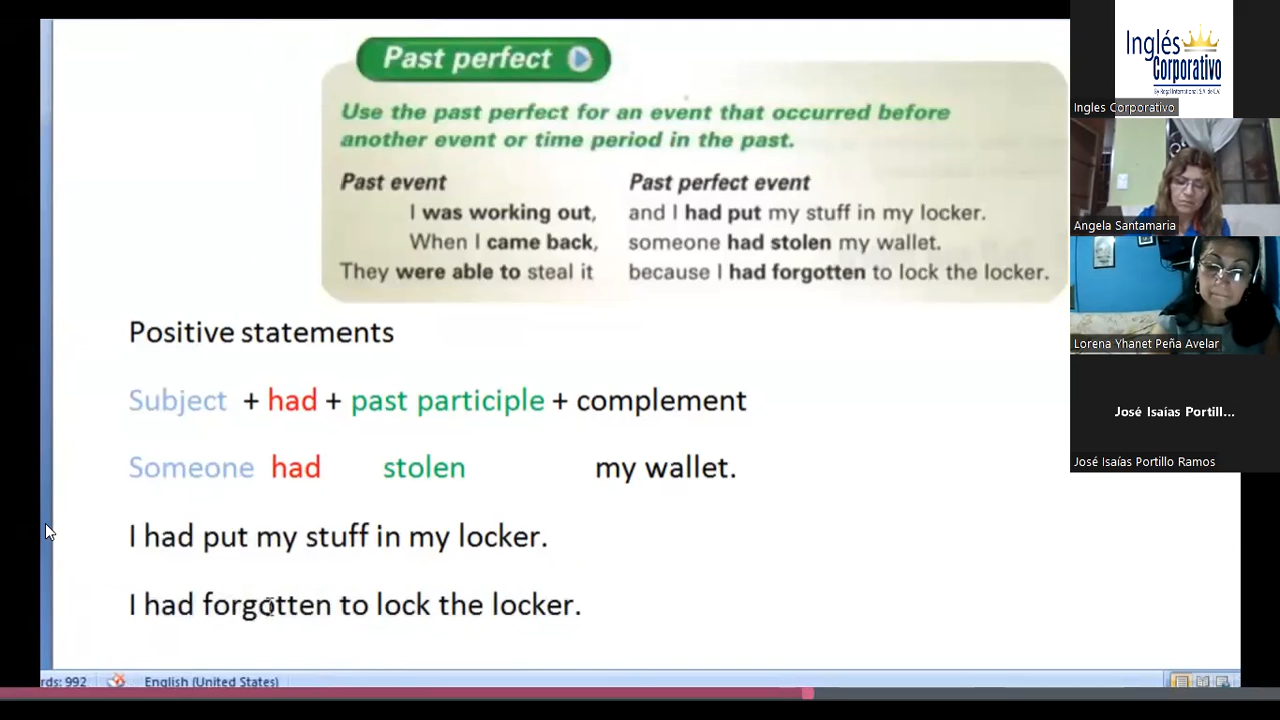 Past perfect
Use the past perfect for an event that occurred before
another event or time period in the past.
Past event Past perfect event
I was working out, and I had put my stuff in my locker.
When I came back, someone had stolen my wallet.
They were able to steal it because I had forgotten to lock the locker.
Positive statements
Subject + had + past participle + complement
Someone had stolen my wallet.
I had put my stuff in my locker.
I had forgotten to lock the locker.
rds: 992 English (United States)
Inglés
Corporativo
Ingles Corporativo
Angela Santamaria
Lorena Yhanet Peña Avelar
José Isaías Portill...
José Isaías Portillo Ramos